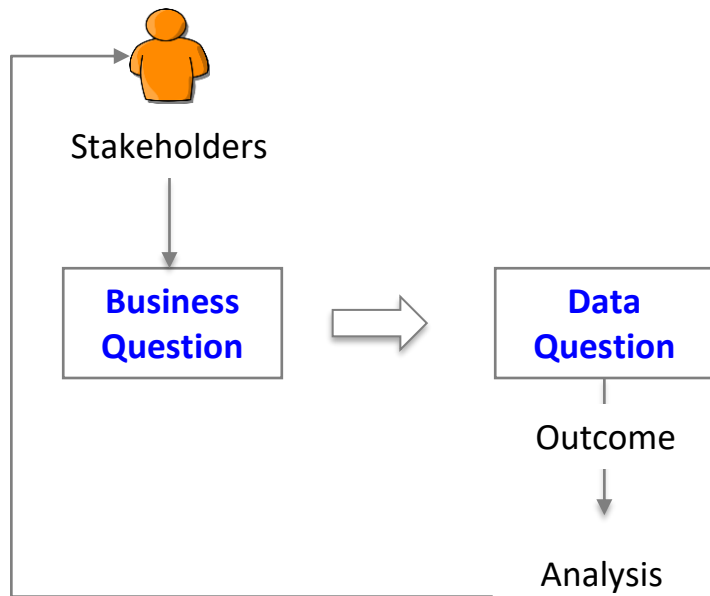 Stakeholders
Business
Question
Data
Question
Outcome
Analysis